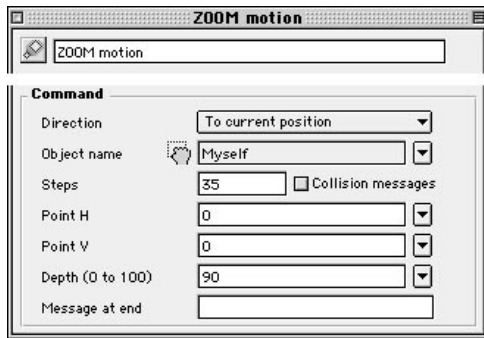 ZOOM motion
ZOOM motion
Command
Direction To current position
Object name Myself
Steps 35 Collision messages
Point H 0
Point V 0
Depth (0 to 100) 90
Message at end